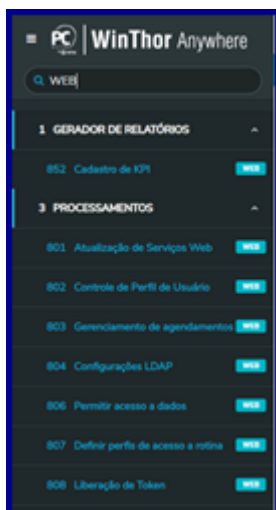 PC WinThor Anywhere
WEB
1 GERADOR DE RELATÓRIOS
852 Cadastro de KPI WEB
3 PROCESSAMENTOS
801 Atualização de Serviços Web WEB
802 Controle de Perfil de Usuário WEB
803 Gerenciamento de agendamentos WEB
804 Configurações LDAP WEB
806 Permitir acesso a dados WEB
807 Definir perfis de acesso a rotina WEB
808 Liberação de Token WEB